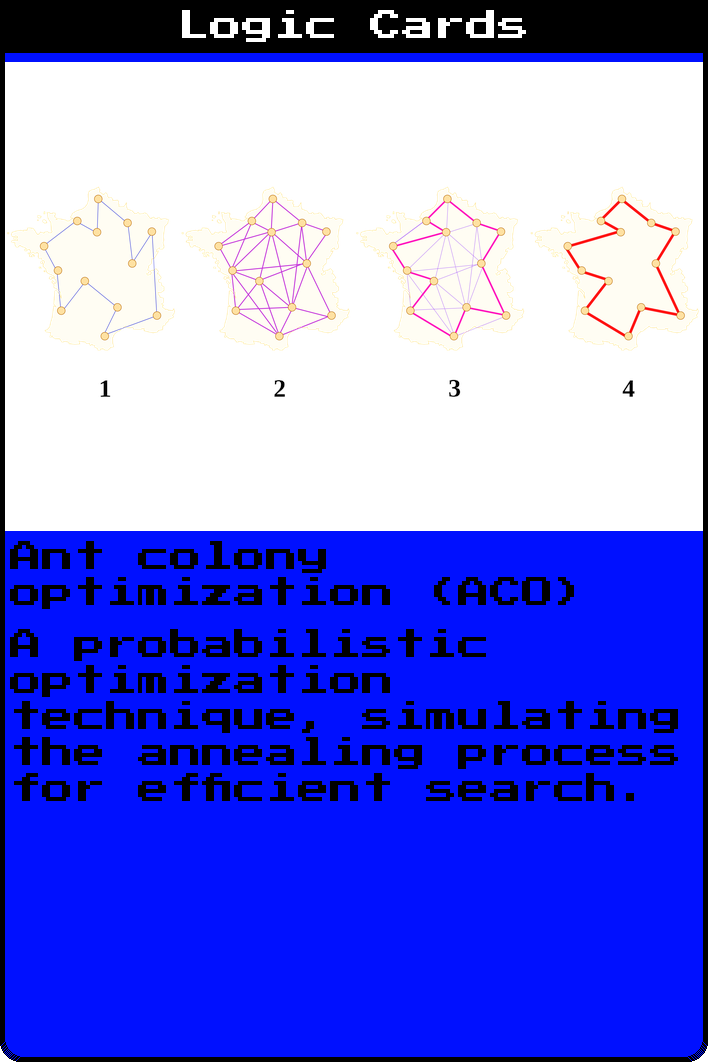 Logic Cards
1 2 3 4
Ant colony
optimization (ACO)
A probabilistic
optimization
technique, simulating
the annealing process
for efficient search.